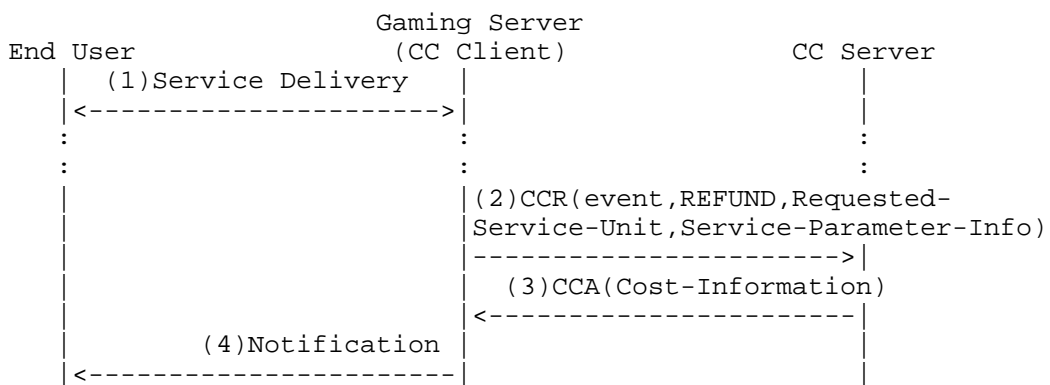 Gaming Server
End User (CC Client) CC Server
(1)Service Delivery
(2)CCR(event,REFUND,Requested-
Service-Unit,Service-Parameter-Info)
(3)CCA(Cost-Information)
(4)Notification